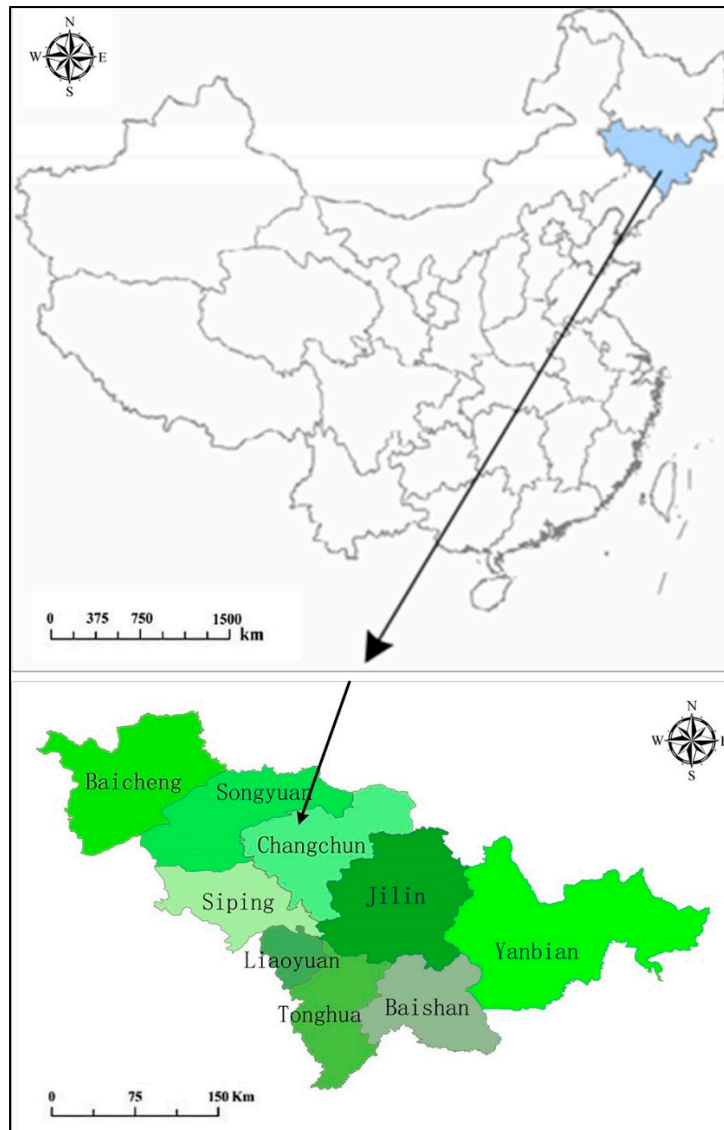 N
W E
S
0 375 750 1500
km
N
W E
S
Baicheng
Songyuan
Changchun
Siping
Jilin
Liaoyuan
Yanbian
Tonghua
Baishan
0 75 150 Km